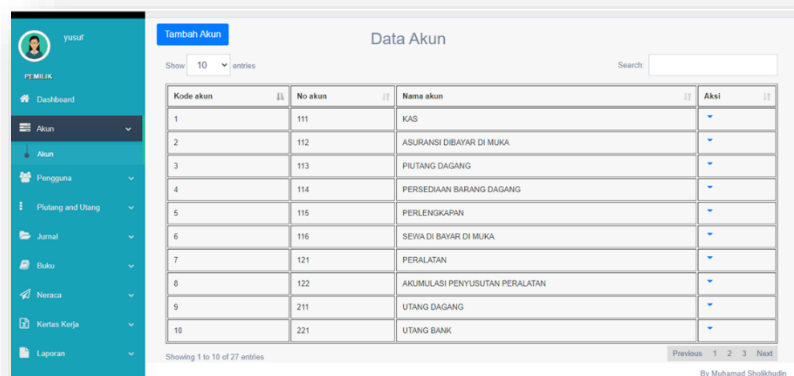 yusuf
PEMILIK
Dashboard
Akun
Akun
Pengguna
Piutang and Utang
Jurnal
Buku
Neraca
Kertas Kerja
Laporan
Tambah Akun
Data Akun
Show 10 entries
Search:
Kode akun No akun Nama akun Aksi
1 111 KAS
2 112 ASURANSI DIBAYAR DI MUKA
3 113 PIUTANG DAGANG
4 114 PERSEDIAAN BARANG DAGANG
5 115 PERLENGKAPAN
6 116 SEWA DI BAYAR DI MUKA
7 121 PERALATAN
8 122 AKUMULASI PENYUSUTAN PERALATAN
9 211 UTANG DAGANG
10 221 UTANG BANK
Showing 1 to 10 of 27 entries
Previous 1 2 3 Next
By Muhamad Sholikhudin